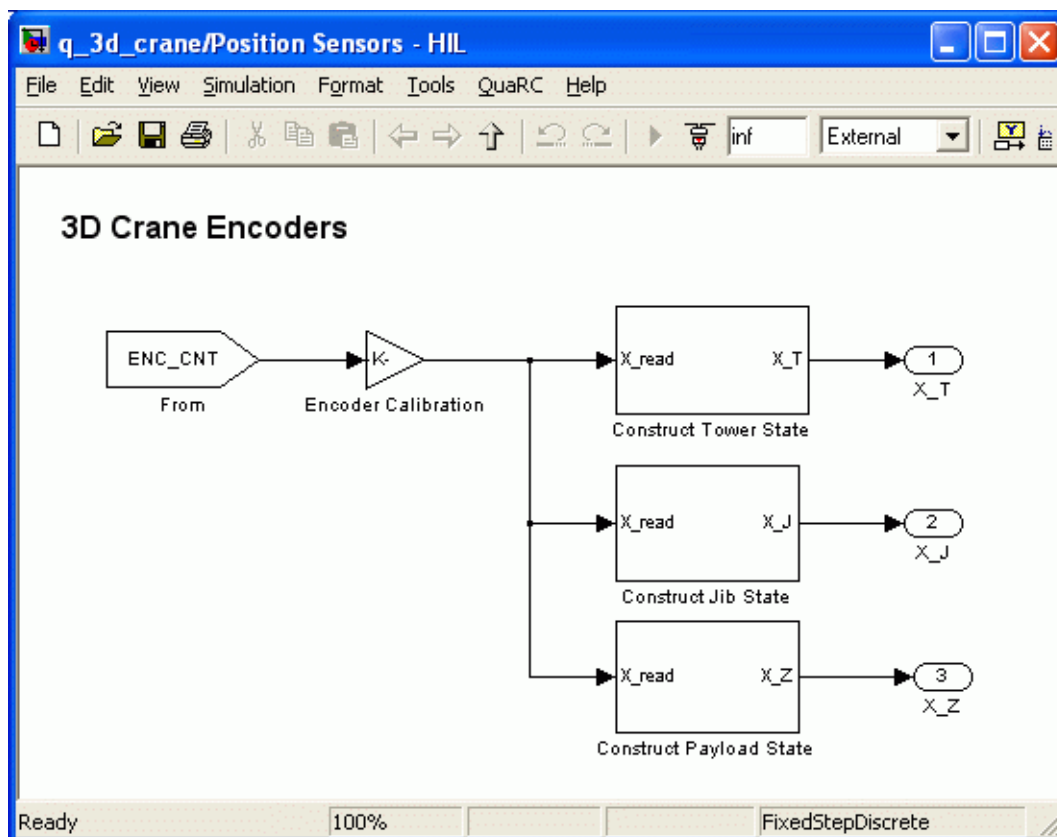 q_3d_crane/Position Sensors - HIL
File Edit View Simulation Format Tools QuaRC Help
inf External
3D Crane Encoders
ENC_CNT
From
K-
Encoder Calibration
X_read X_T
Construct Tower State
1
X_T
X_read X_J
Construct Jib State
2
X_J
X_read X_Z
Construct Payload State
3
X_Z
Ready 100% FixedStepDiscrete